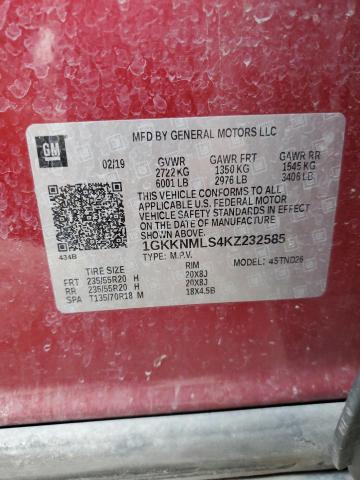 GM
MFD BY GENERAL MOTORS LLC
02/19 GVWR GAWR FRT GAWR RR
2722 KG 1350 KG 1545 KG
6001 LB 2976 LB 3406 LB
THIS VEHICLE CONFORMS TO ALL
APPLICABLE U.S. FEDERAL MOTOR
VEHICLE SAFETY STANDARDS IN
EFFECT ON THE DATE OF
MANUFACTURE SHOWN ABOVE.
1GKKNMLS4KZ232585
434B TYPE: M.P.V. MODEL: 4STND26
TIRE SIZE RIM
FRT 235/55R20 H 20X8J
RR 235/55R20 H 20X8J
SPA T135/70R18 M 18X4.5B